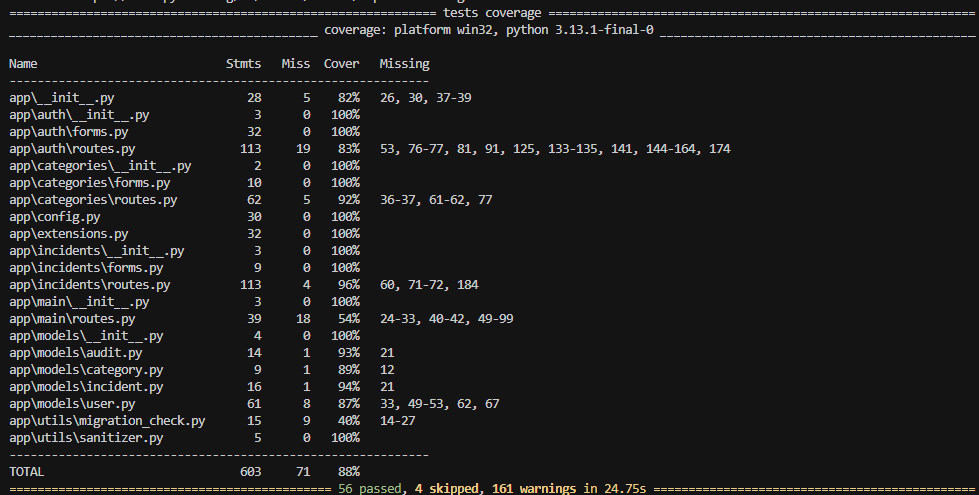 ============================================================= tests coverage =============================================================
____________________________________________ coverage: platform win32, python 3.13.1-final-0 _____________________________________________
Name                            Stmts   Miss  Cover   Missing
-------------------------------------------------------------
app\__init__.py                    28      5    82%   26, 30, 37-39
app\auth\__init__.py                3      0   100%
app\auth\forms.py                  32      0   100%
app\auth\routes.py                113     19    83%   53, 76-77, 81, 91, 125, 133-135, 141, 144-164, 174
app\categories\__init__.py          2      0   100%
app\categories\forms.py            10      0   100%
app\categories\routes.py           62      5    92%   36-37, 61-62, 77
app\config.py                      30      0   100%
app\extensions.py                  32      0   100%
app\incidents\__init__.py           3      0   100%
app\incidents\forms.py              9      0   100%
app\incidents\routes.py           113      4    96%   60, 71-72, 184
app\main\__init__.py                3      0   100%
app\main\routes.py                 39     18    54%   24-33, 40-42, 49-99
app\models\__init__.py              4      0   100%
app\models\audit.py                14      1    93%   21
app\models\category.py              9      1    89%   12
app\models\incident.py             16      1    94%   21
app\models\user.py                 61      8    87%   33, 49-53, 62, 67
app\utils\migration_check.py       15      9    40%   14-27
app\utils\sanitizer.py              5      0   100%
-------------------------------------------------------------
TOTAL                             603     71    88%
============================================== 56 passed, 4 skipped, 161 warnings in 24.75s ==============================================